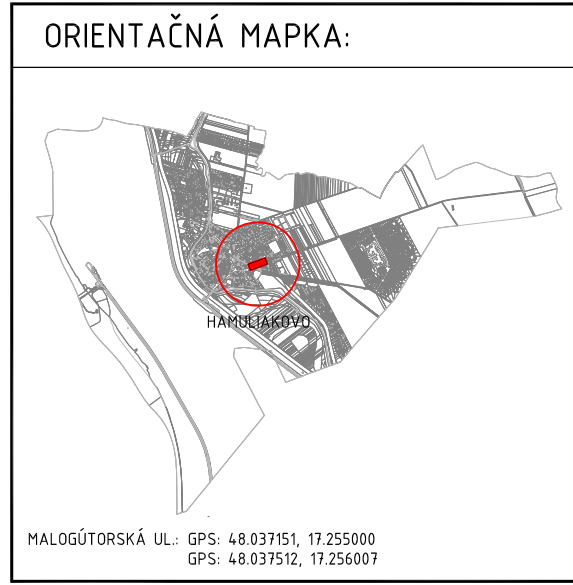 ORIENTAČNÁ MAPKA:
HAMULIAKOVO
MALOGÚTORSKÁ UL.: GPS: 48.037151, 17.255000
GPS: 48.037512, 17.256007